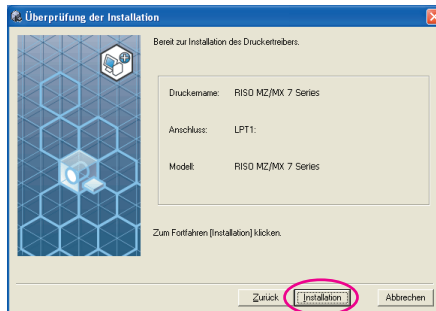 Überprüfung der Installation
Bereit zur Installation des Druckertreibers.
Druckername: RISO MZ/MX 7 Series
Anschluss: LPT1:
Modell: RISO MZ/MX 7 Series
Zum Fortfahren [Installation] klicken.
Zurück Installation Abbrechen